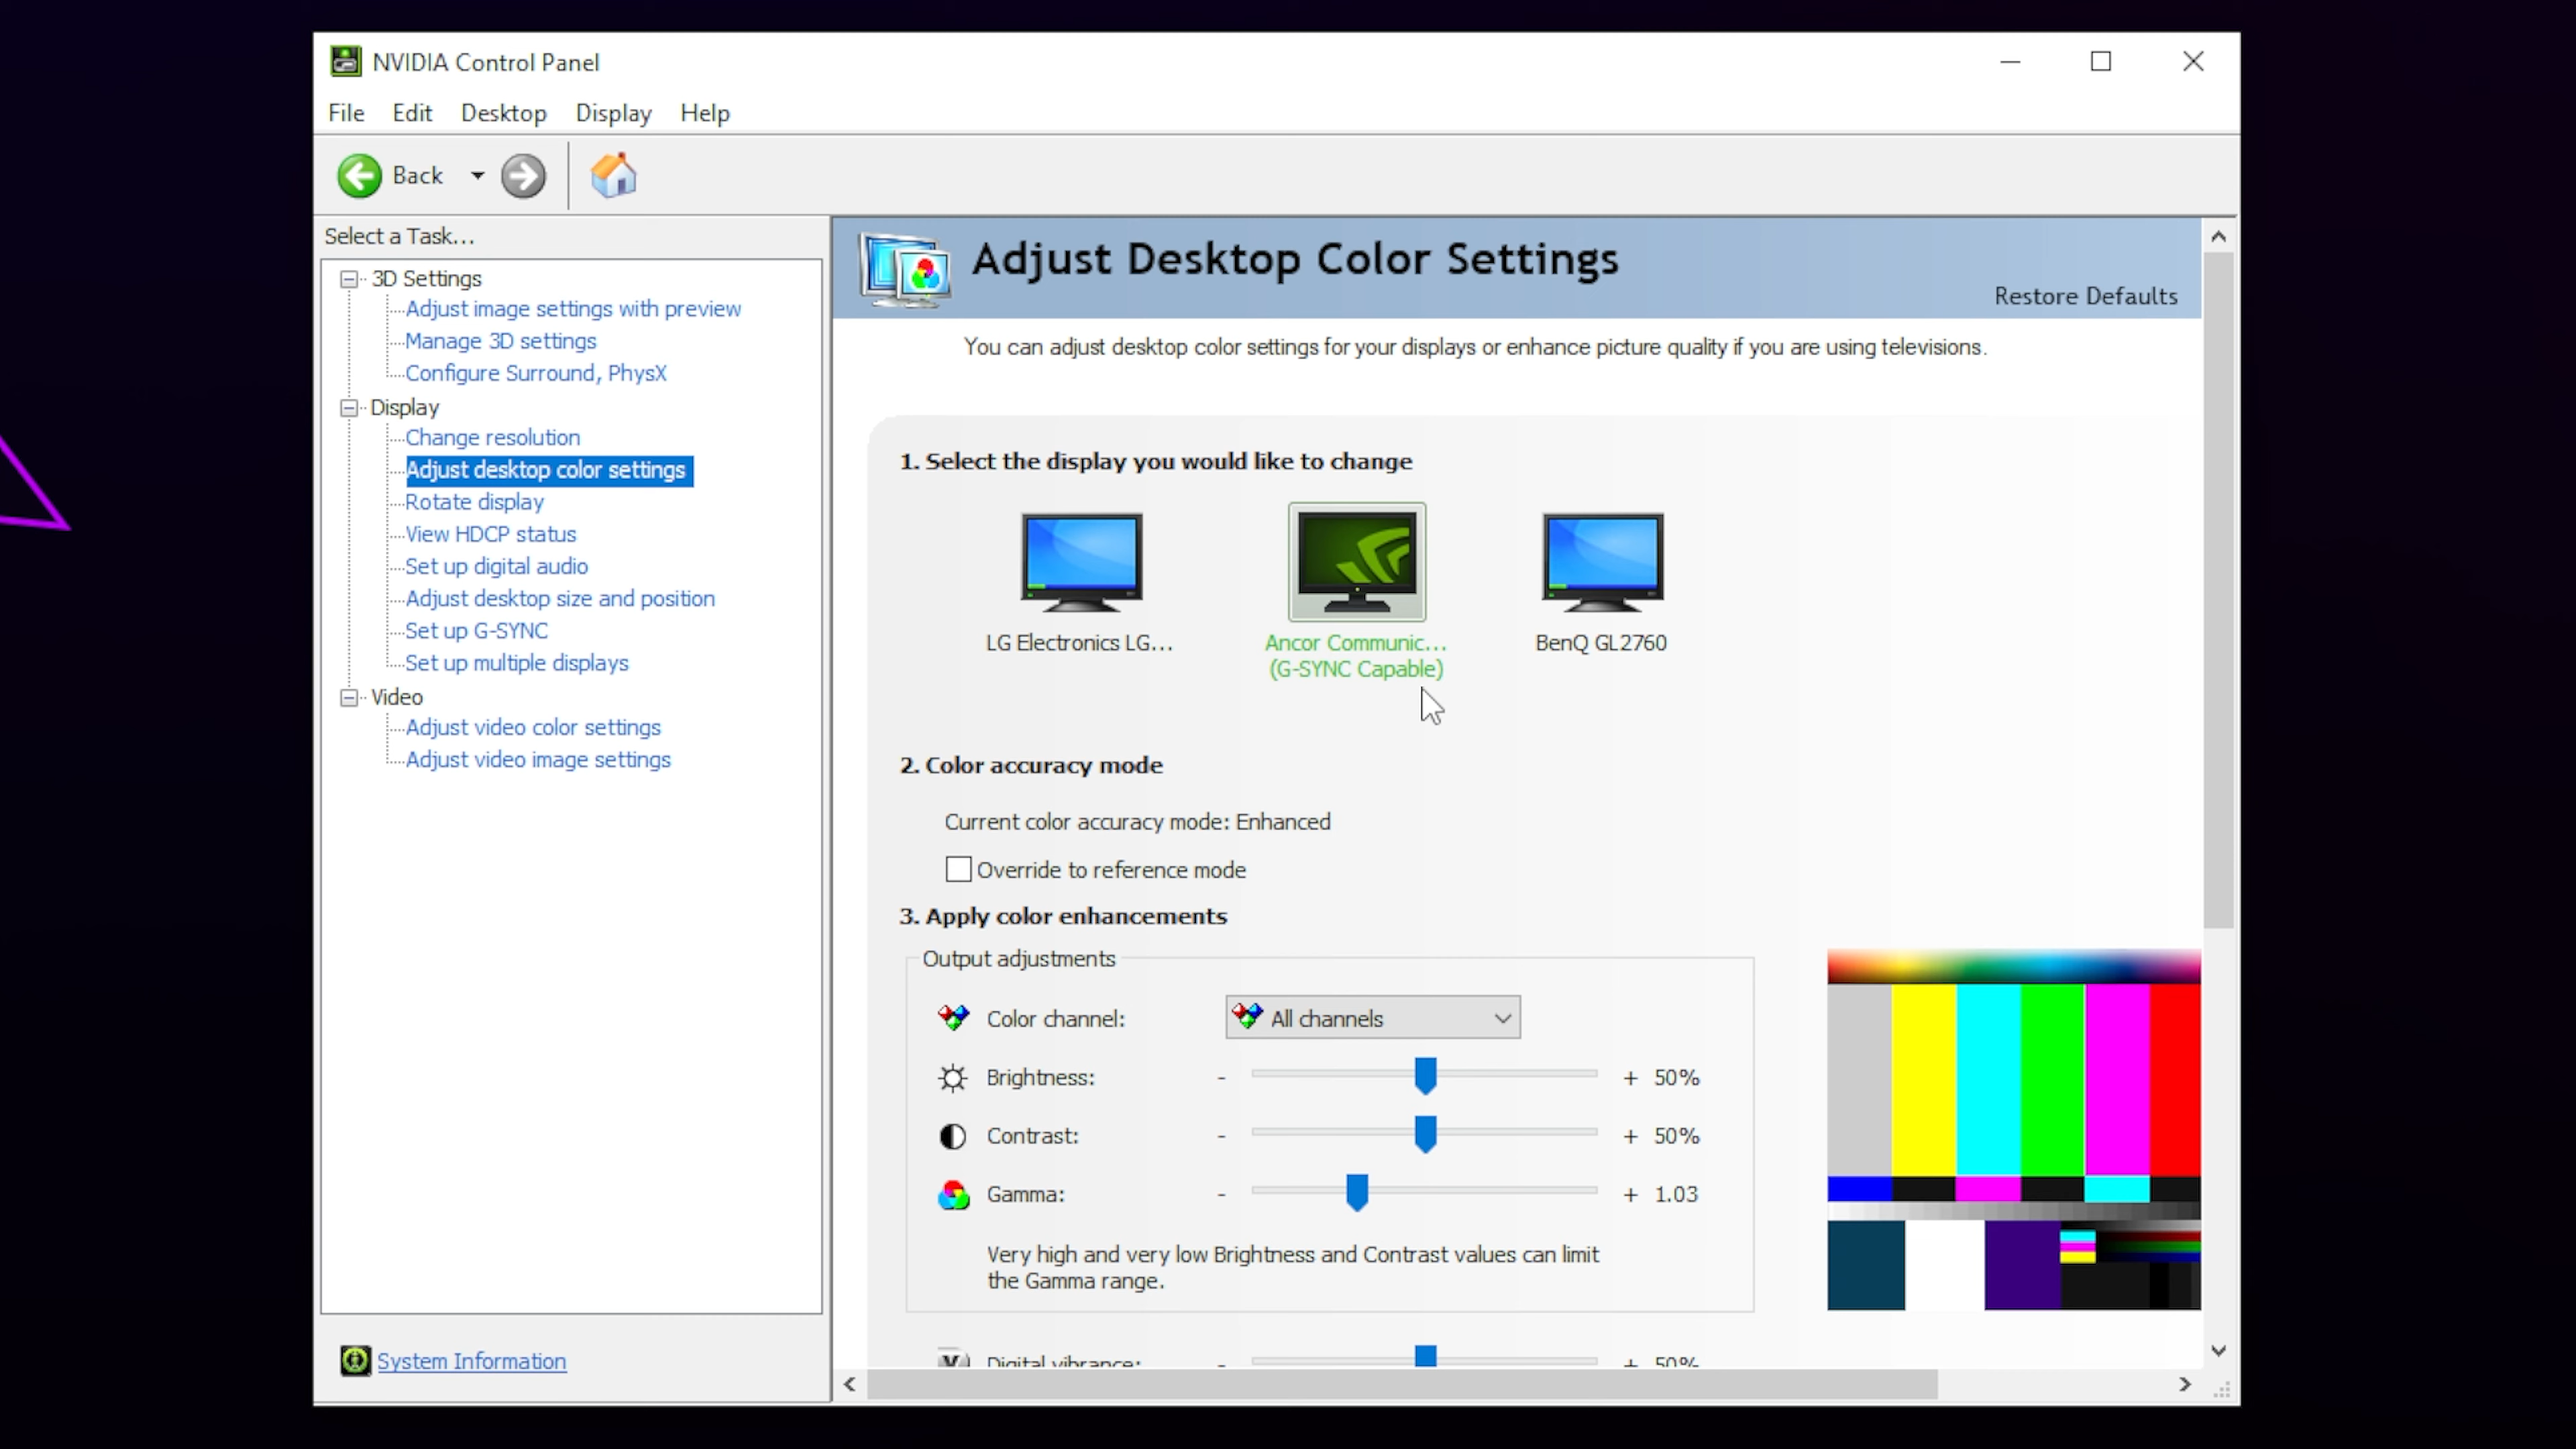 NVIDIA Control Panel
File Edit Desktop Display Help
Back
Select a Task...
3D Settings
Adjust image settings with preview
Manage 3D settings
Configure Surround, PhysX
Display
Change resolution
Adjust desktop color settings
Rotate display
View HDCP status
Set up digital audio
Adjust desktop size and position
Set up G-SYNC
Set up multiple displays
Video
Adjust video color settings
Adjust video image settings
System Information
Adjust Desktop Color Settings
Restore Defaults
You can adjust desktop color settings for your displays or enhance picture quality if you are using televisions.
1. Select the display you would like to change
LG Electronics LG...
Ancor Communic...
(G-SYNC Capable)
BenQ GL2760
2. Color accuracy mode
Current color accuracy mode: Enhanced
Override to reference mode
3. Apply color enhancements
Output adjustments
Color channel: All channels
Brightness: - + 50%
Contrast: - + 50%
Gamma: - + 1.03
Very high and very low Brightness and Contrast values can limit
the Gamma range.
Digital vibrance: - + 50%